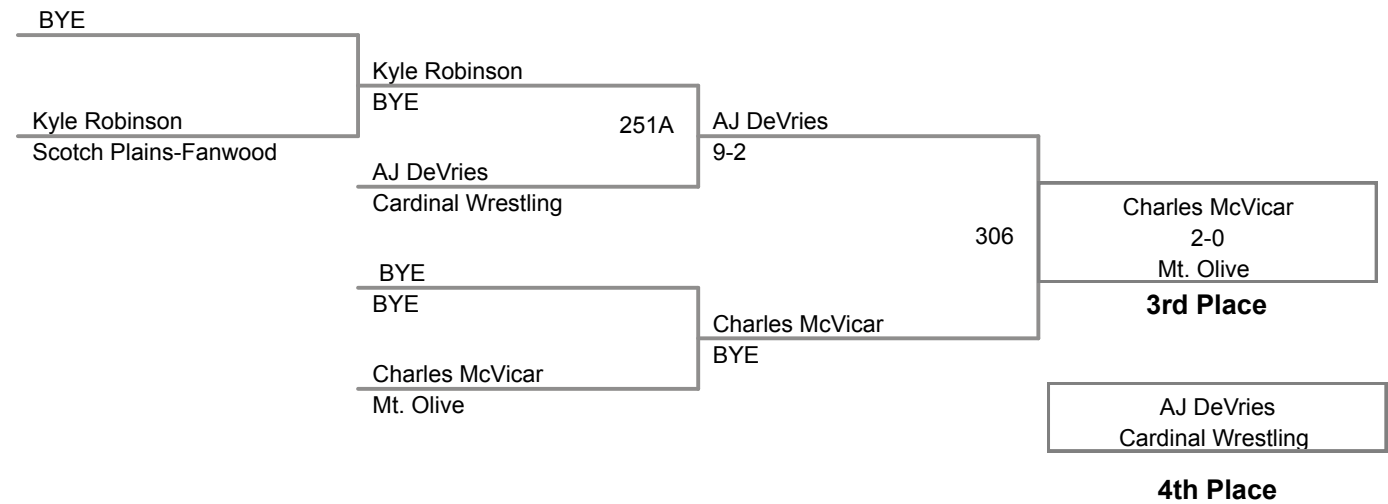 BYE
Kyle Robinson
Scotch Plains-Fanwood
Kyle Robinson
BYE
251A
AJ DeVries
Cardinal Wrestling
BYE
BYE
Charles McVicar
Mt. Olive
AJ DeVries
9-2
306
Charles McVicar
BYE
Charles McVicar
2-0
Mt. Olive
3rd Place
AJ DeVries
Cardinal Wrestling
4th Place